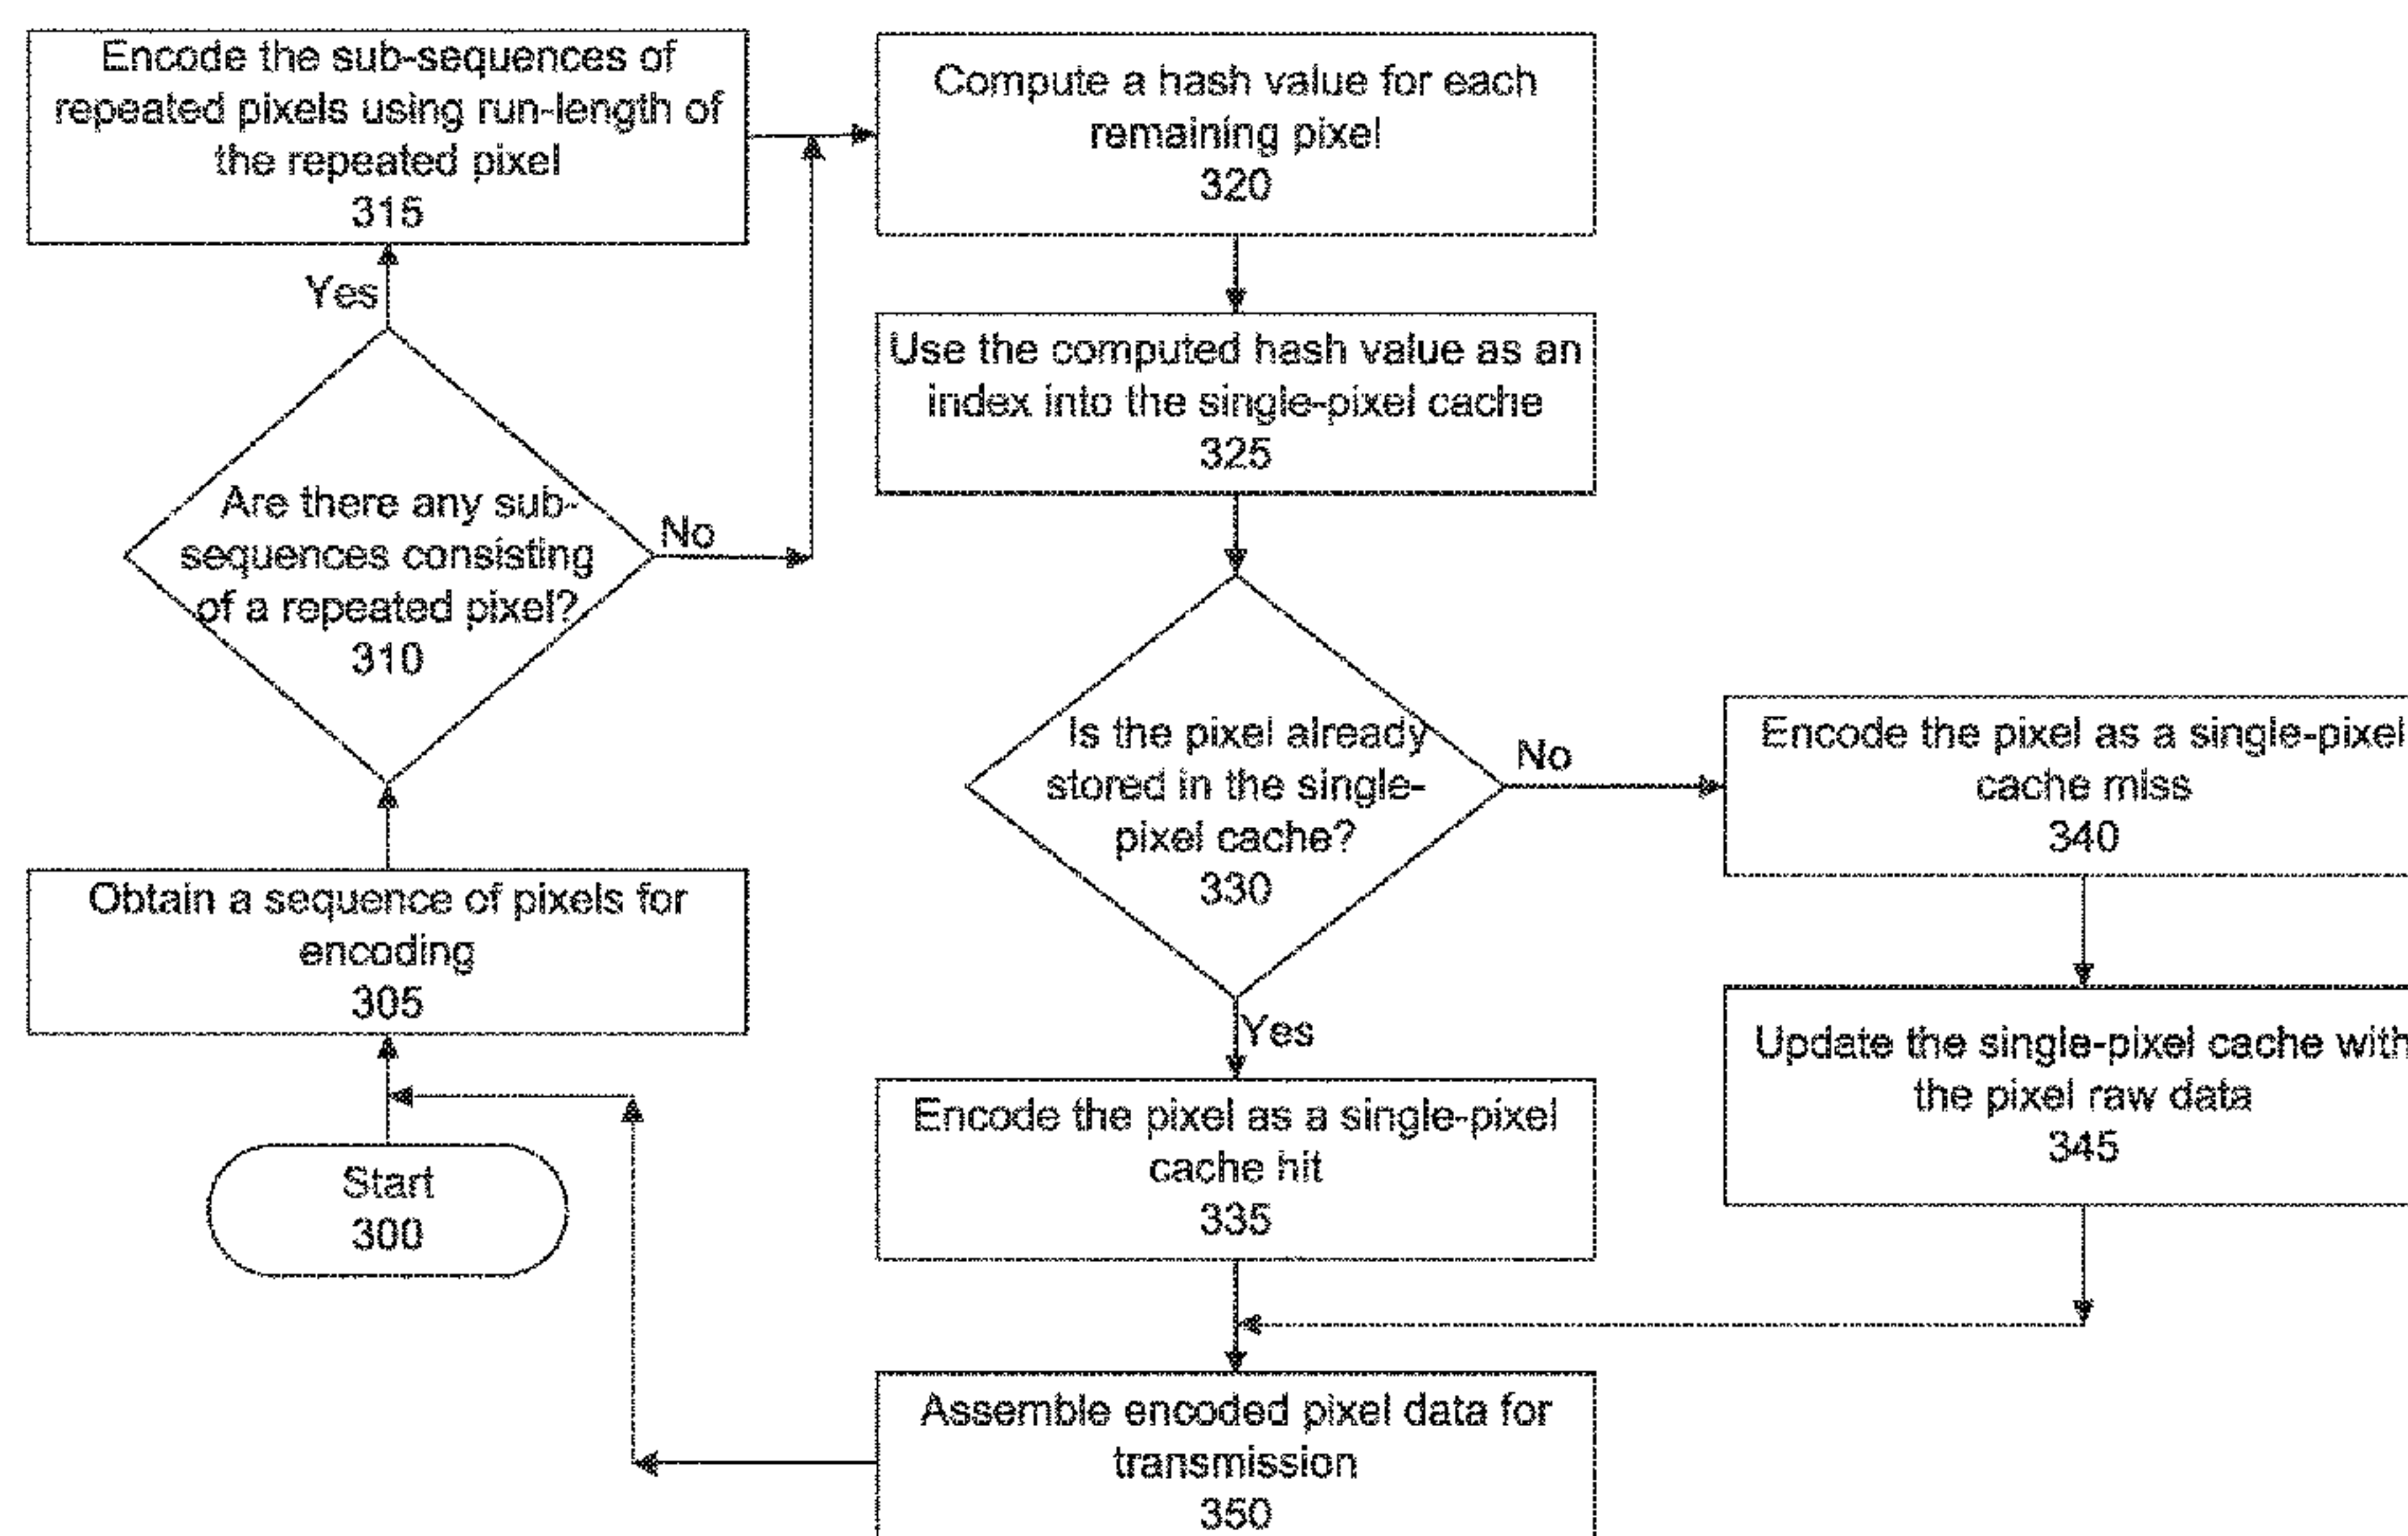 Encode the sub-sequences of
repeated pixels using run-length of
the repeated pixel
315
Compute a hash value for each
remaining pixel
320
Yes
Use the computed hash value as an
index into the single-pixel cache
325
Are there any sub-
sequences consisting
of a repeated pixel?
310
No
Is the pixel already
stored in the single-
pixel cache?
330
No
Encode the pixel as a single-pixel
cache miss
340
Obtain a sequence of pixels for
encoding
305
Yes
Update the single-pixel cache with
the pixel raw data
345
Encode the pixel as a single-pixel
cache hit
335
Start
300
Assemble encoded pixel data for
transmission
350